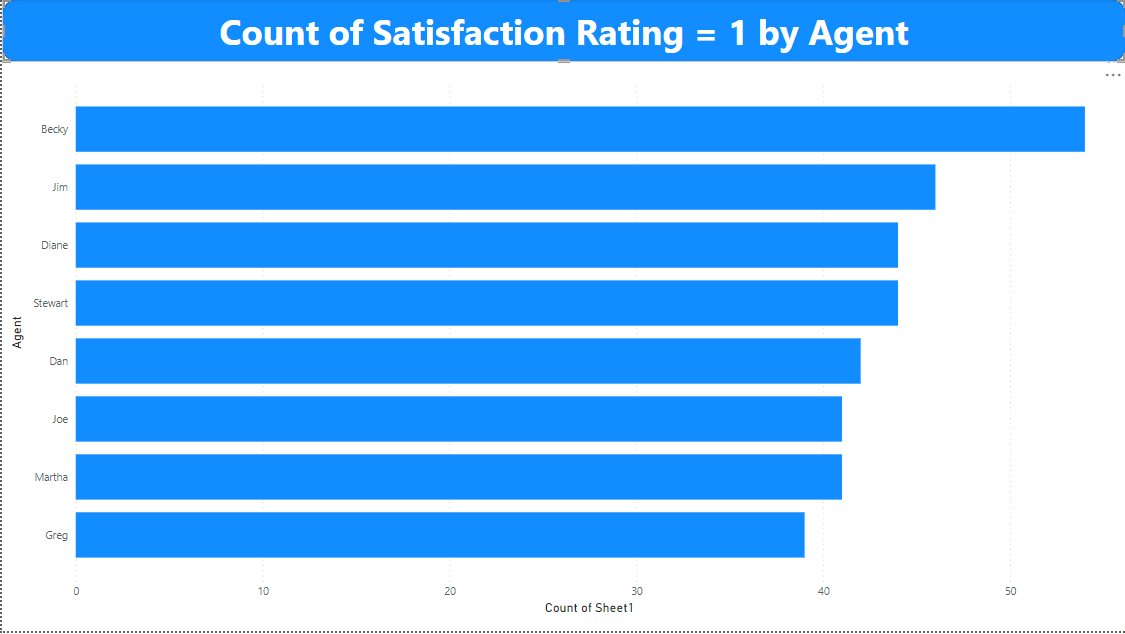 Count of Satisfaction Rating = 1 by Agent
Becky
Jim
Diane
Stewart
Dan
Joe
Martha
Greg
Agent
0 10 20 30 40 50
Count of Sheet1